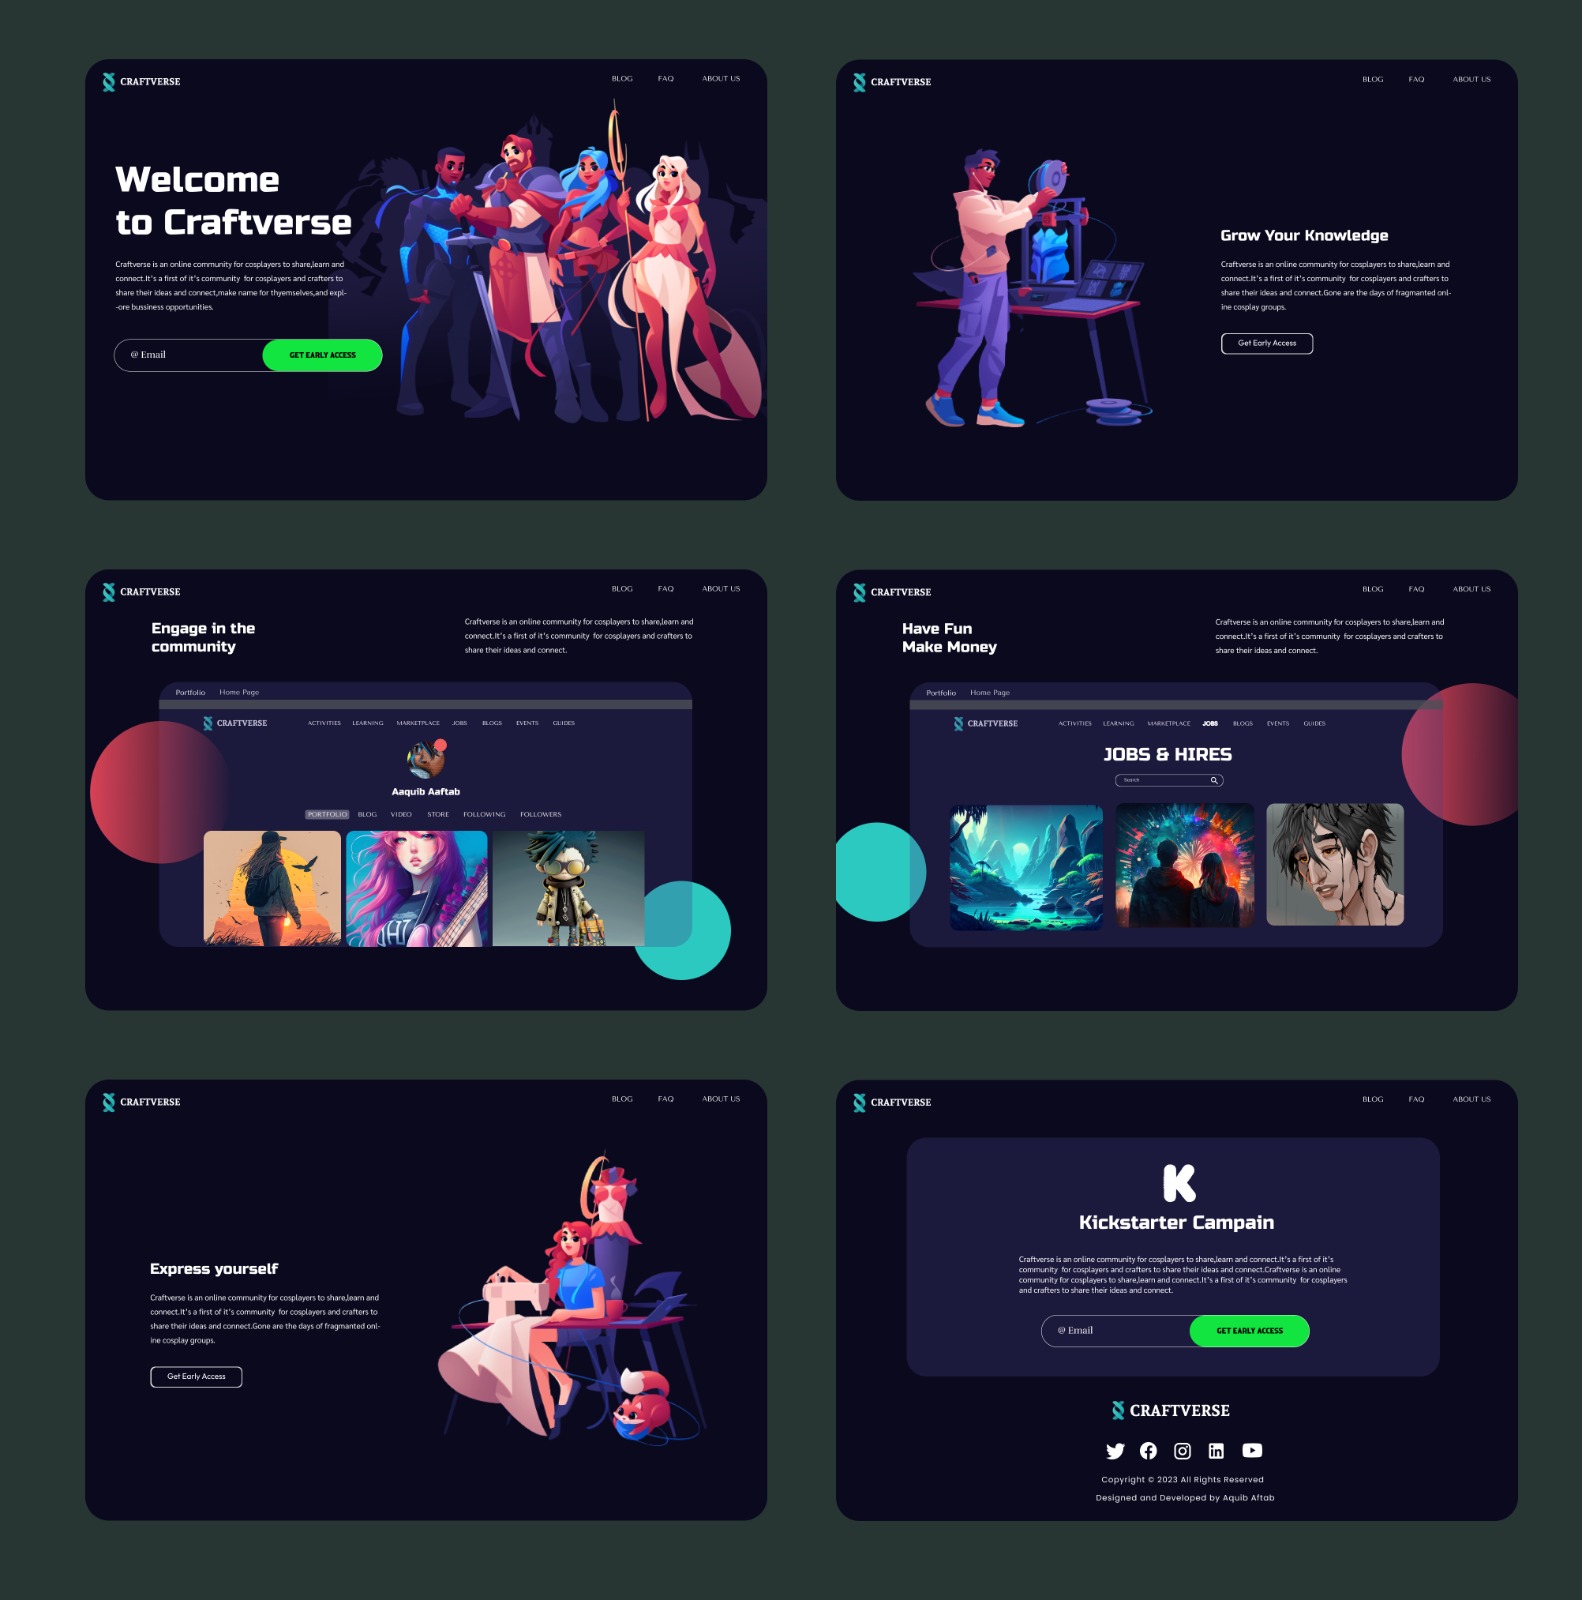 CRAFTVERSE
BLOG FAQ ABOUT US
Welcome
to Craftverse
Craftverse is an online community for cosplayers to share,learn and
connect.It's a first of it's community for cosplayers and crafters to
share their ideas and connect,make name for thyemselves,and expl-
-ore bussiness opportunities.
@ Email
GET EARLY ACCESS
CRAFTVERSE
BLOG FAQ ABOUT US
Grow Your Knowledge
Craftverse is an online community for cosplayers to share,learn and
connect.It's a first of it's community for cosplayers and crafters to
share their ideas and connect.Gone are the days of fragmanted onl-
ine cosplay groups.
Get Early Access
CRAFTVERSE
BLOG FAQ ABOUT US
Engage in the
community
Craftverse is an online community for cosplayers to share,learn and
connect.It's a first of it's community for cosplayers and crafters to
share their ideas and connect.
Portfolio Home Page
CRAFTVERSE
ACTIVITIES LEARNING MARKETPLACE JOBS BLOGS EVENTS GUIDES
Aaquib Aaftab
PORTFOLIO BLOG VIDEO STORE FOLLOWING FOLLOWERS
CRAFTVERSE
BLOG FAQ ABOUT US
Have Fun
Make Money
Craftverse is an online community for cosplayers to share,learn and
connect.It's a first of it's community for cosplayers and crafters to
share their ideas and connect.
Portfolio Home Page
CRAFTVERSE
ACTIVITIES LEARNING MARKETPLACE JOBS BLOGS EVENTS GUIDES
JOBS & HIRES
Search
CRAFTVERSE
BLOG FAQ ABOUT US
Express yourself
Craftverse is an online community for cosplayers to share,learn and
connect.It's a first of it's community for cosplayers and crafters to
share their ideas and connect.Gone are the days of fragmanted onl-
ine cosplay groups.
Get Early Access
CRAFTVERSE
BLOG FAQ ABOUT US
K
Kickstarter Campain
Craftverse is an online community for cosplayers to share,learn and connect.It's a first of it's
community for cosplayers and crafters to share their ideas and connect.Craftverse is an online
community for cosplayers to share,learn and connect.It's a first of it's community for cosplayers
and crafters to share their ideas and connect.
@ Email
GET EARLY ACCESS
CRAFTVERSE
Copyright © 2023 All Rights Reserved
Designed and Developed by Aquib Aftab